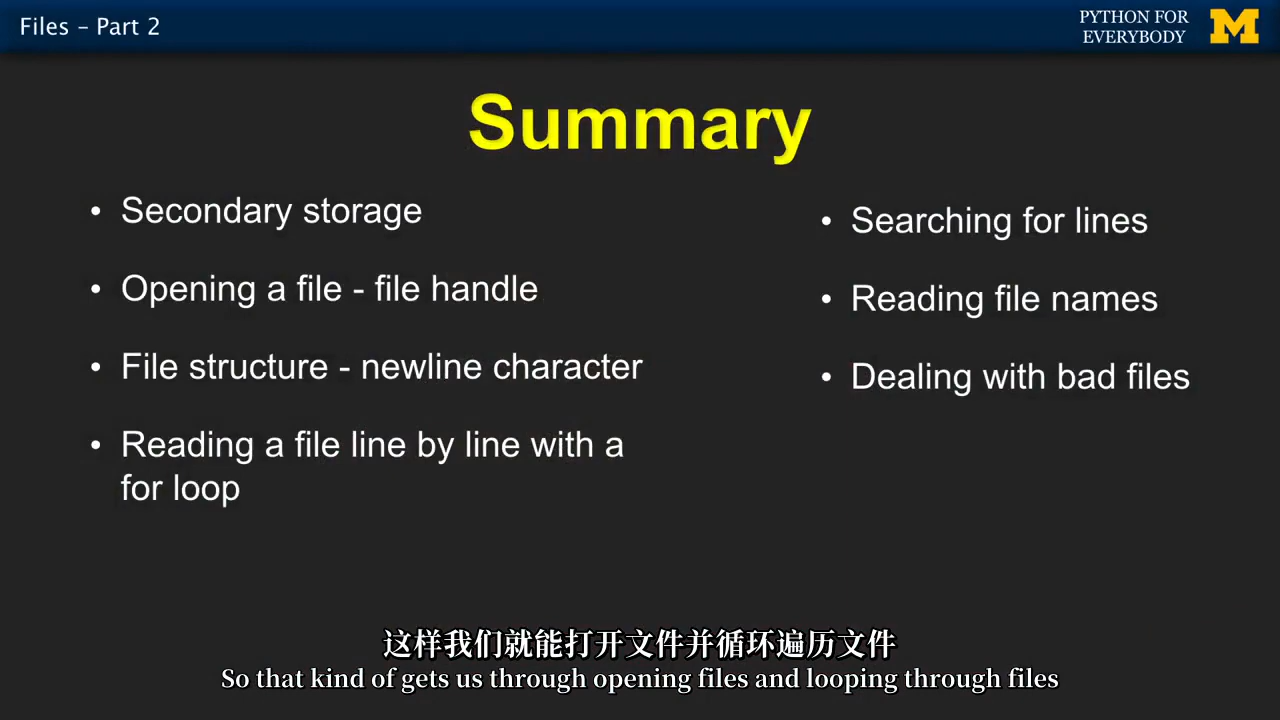 Files – Part 2
PYTHON FOR
EVERYBODY
Summary
• Secondary storage
• Opening a file - file handle
• File structure - newline character
• Reading a file line by line with a
for loop
• Searching for lines
• Reading file names
• Dealing with bad files
这样我们就能打开文件并循环遍历文件
So that kind of gets us through opening files and looping through files